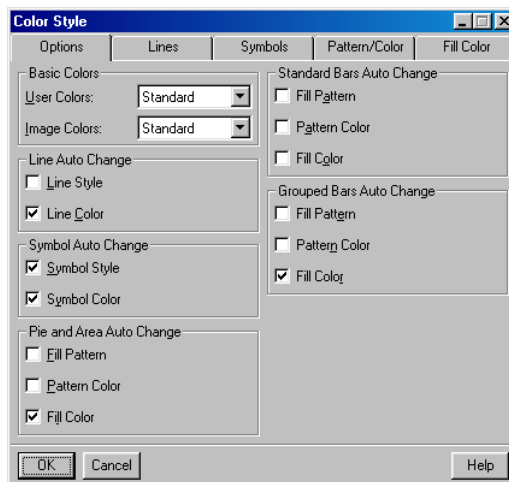 Color Style
Options Lines Symbols Pattern/Color Fill Color
Basic Colors
User Colors: Standard
Image Colors: Standard
Line Auto Change
Line Style
Line Color
Symbol Auto Change
Symbol Style
Symbol Color
Pie and Area Auto Change
Fill Pattern
Pattern Color
Fill Color
Standard Bars Auto Change
Fill Pattern
Pattern Color
Fill Color
Grouped Bars Auto Change
Fill Pattern
Pattern Color
Fill Color
OK Cancel Help